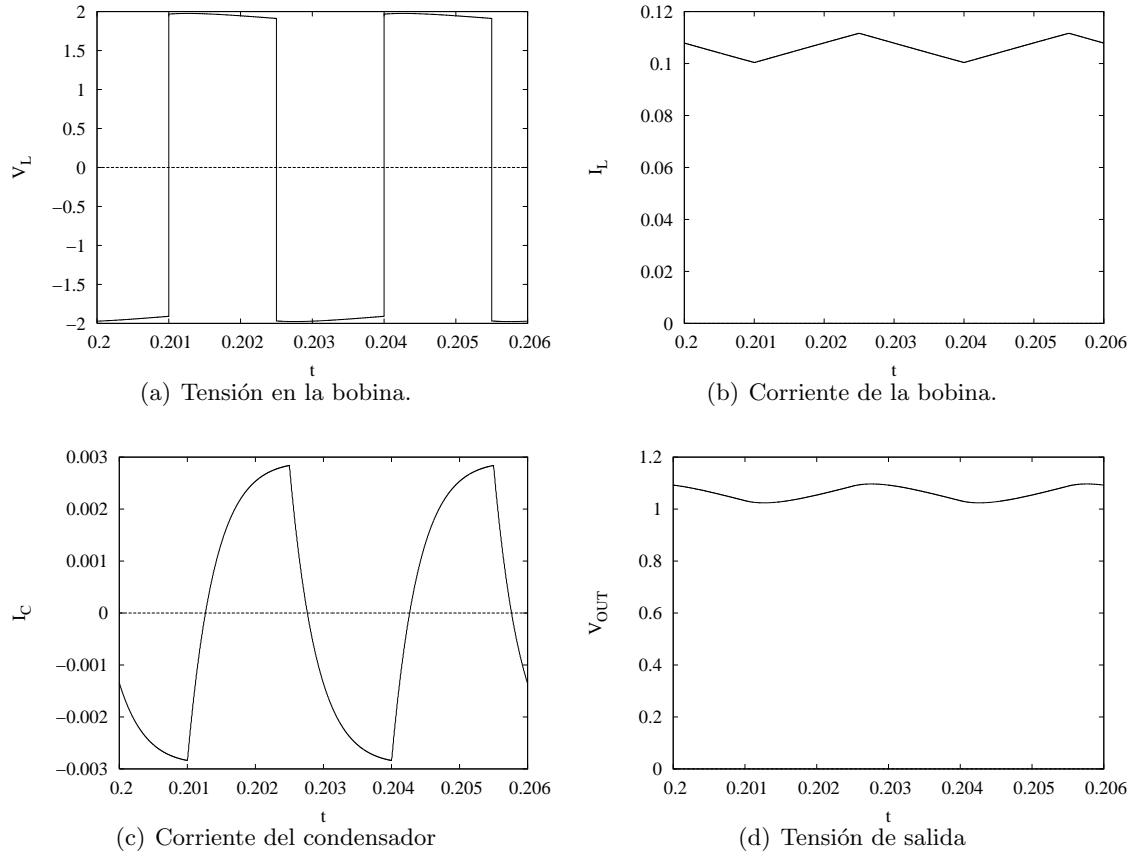 2
1.5
1
0.5
0
−0.5
−1
−1.5
−2
V_L
0.2 0.201 0.202 0.203 0.204 0.205 0.206
t
(a) Tensión en la bobina.
0.12
0.1
0.08
0.06
0.04
0.02
0
I_L
0.2 0.201 0.202 0.203 0.204 0.205 0.206
t
(b) Corriente de la bobina.
0.003
0.002
0.001
0
−0.001
−0.002
−0.003
I_C
0.2 0.201 0.202 0.203 0.204 0.205 0.206
t
(c) Corriente del condensador
1.2
1
0.8
0.6
0.4
0.2
0
V_OUT
0.2 0.201 0.202 0.203 0.204 0.205 0.206
t
(d) Tensión de salida